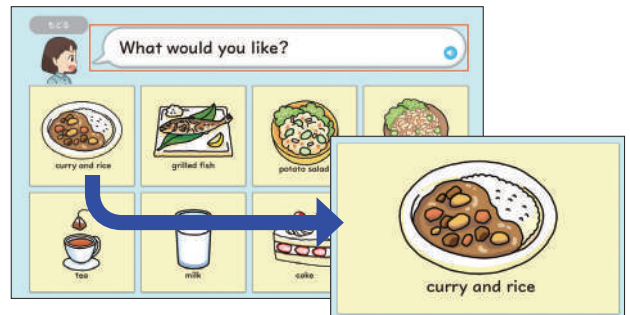 もどる
What would you like?
curry and rice
grilled fish
potato salad
tea
milk
cake
curry and rice